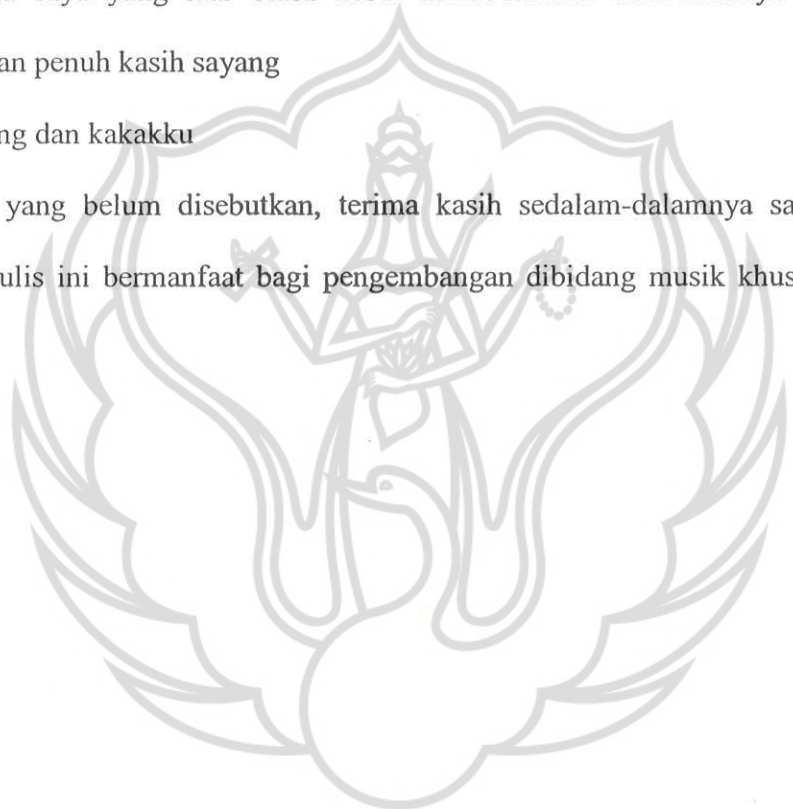 an penuh kasih sayang
ng dan kakakku
yang belum disebutkan, terima kasih sedalam-dalamnya sa
ulis ini bermanfaat bagi pengembangan dibidang musik khus